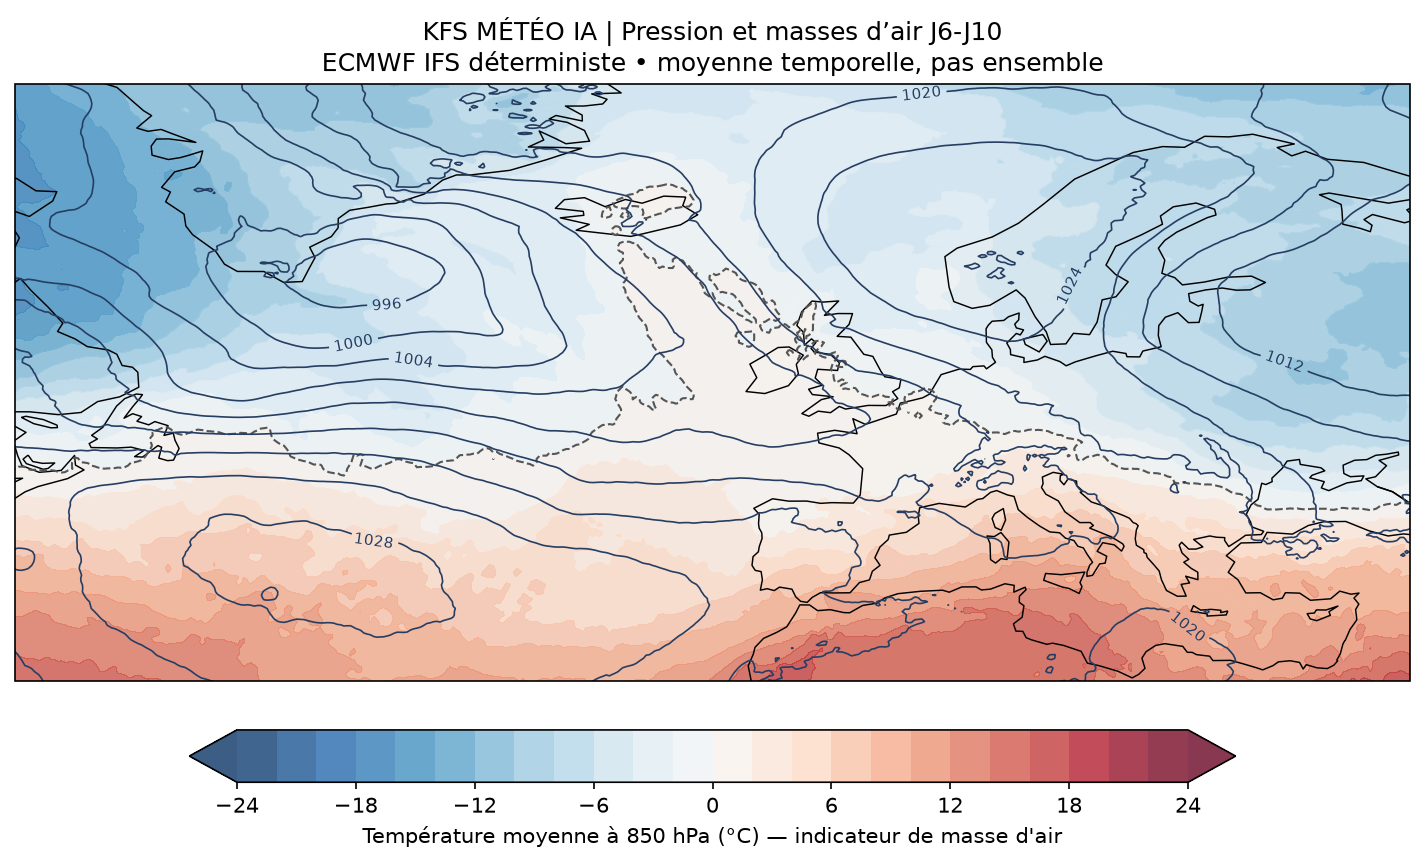 KFS MÉTÉO IA | Pression et masses d’air J6-J10
ECMWF IFS déterministe • moyenne temporelle, pas ensemble
1020
1024
996
1000
1004
1012
1028
1020
−24 −18 −12 −6 0 6 12 18 24
Température moyenne à 850 hPa (°C) — indicateur de masse d'air